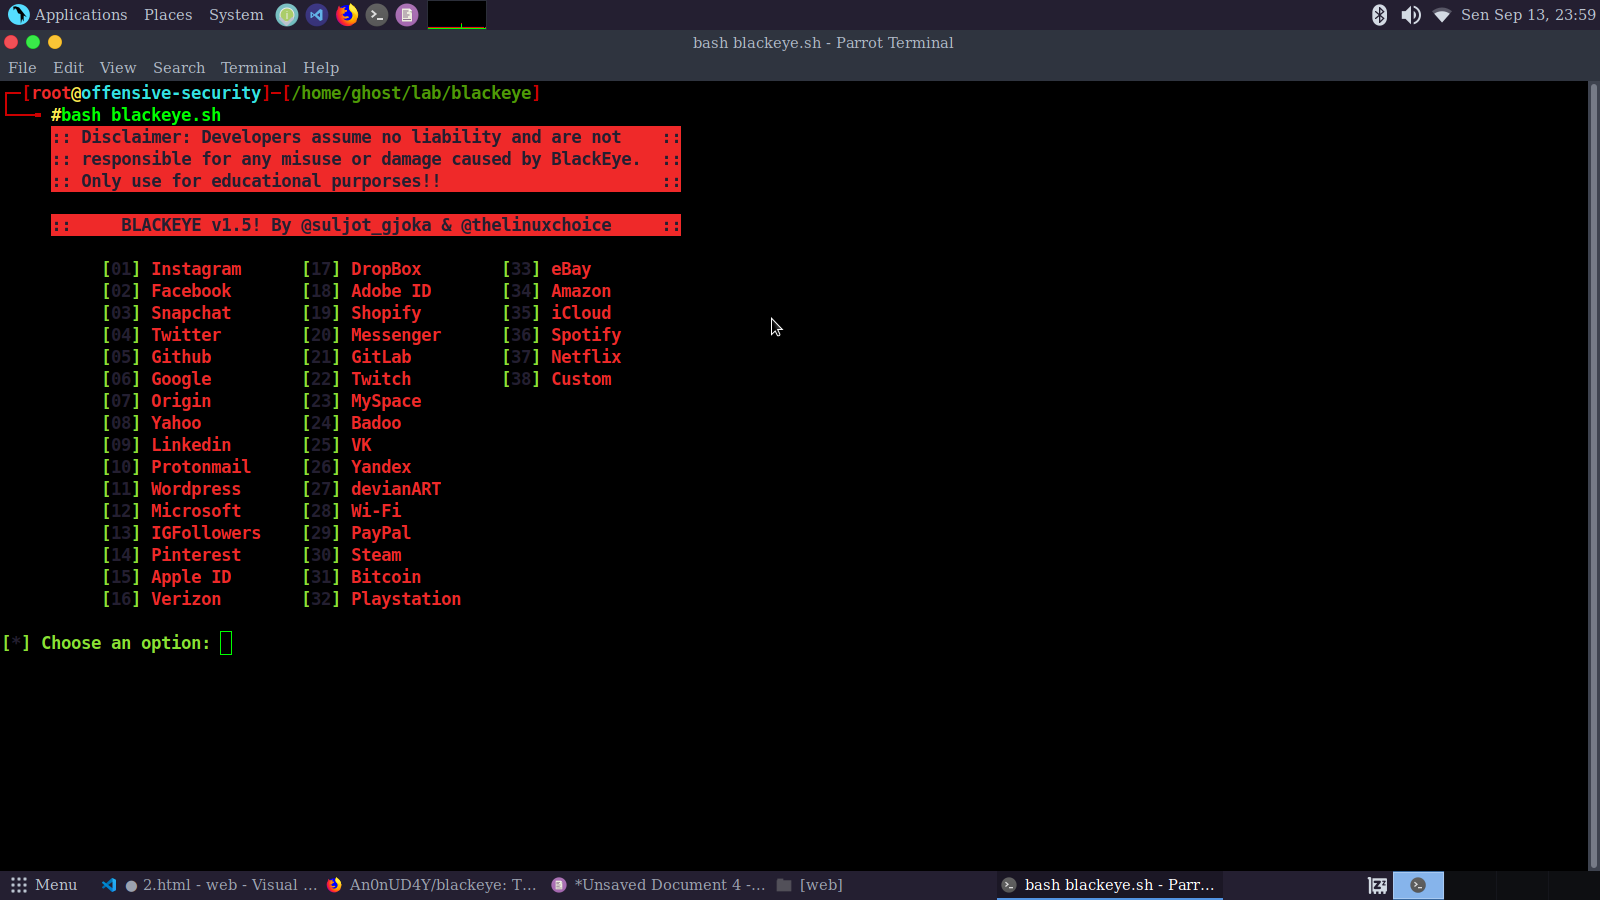 Applications Places System Sen Sep 13, 23:59
bash blackeye.sh - Parrot Terminal
File Edit View Search Terminal Help
[root@offensive-security]─[/home/ghost/lab/blackeye]
#bash blackeye.sh
:: Disclaimer: Developers assume no liability and are not ::
:: responsible for any misuse or damage caused by BlackEye. ::
:: Only use for educational purporses!! ::
:: BLACKEYE v1.5! By @suljot_gjoka & @thelinuxchoice ::
[01] Instagram [17] DropBox [33] eBay
[02] Facebook [18] Adobe ID [34] Amazon
[03] Snapchat [19] Shopify [35] iCloud
[04] Twitter [20] Messenger [36] Spotify
[05] Github [21] GitLab [37] Netflix
[06] Google [22] Twitch [38] Custom
[07] Origin [23] MySpace
[08] Yahoo [24] Badoo
[09] Linkedin [25] VK
[10] Protonmail [26] Yandex
[11] Wordpress [27] devianART
[12] Microsoft [28] Wi-Fi
[13] IGFollowers [29] PayPal
[14] Pinterest [30] Steam
[15] Apple ID [31] Bitcoin
[16] Verizon [32] Playstation
[*] Choose an option:
Menu ● 2.html - web - Visual ... An0nUD4Y/blackeye: T... *Unsaved Document 4 -... [web] bash blackeye.sh - Parr...